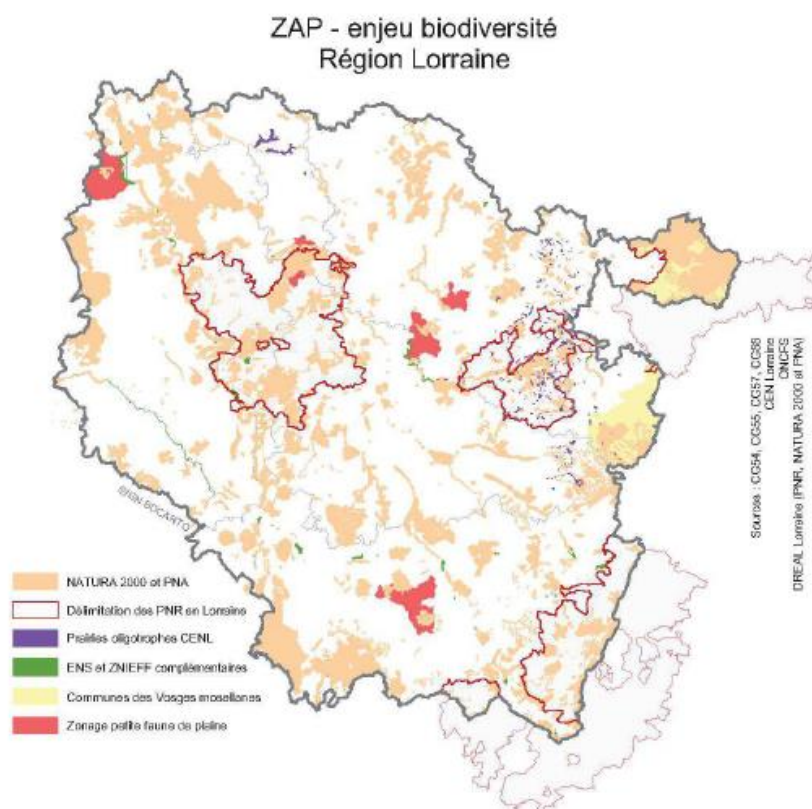 ZAP - enjeu biodiversité
Région Lorraine
NATURA 2000 et PNA
Délimitation des PNR en Lorraine
Prairies oligotrophes CENL
ENS et ZNIEFF complémentaires
Communes des Vosges mosellanes
Zonage petite faune de plaine
Sources : CG54, CG55, CG57, CG88
CEN Lorraine
ONCFS
DREAL Lorraine (PNR, NATURA 2000 et PNA)